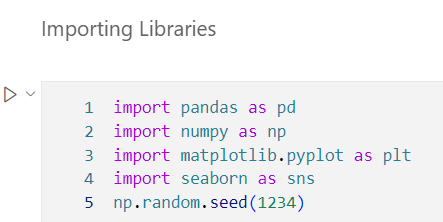 Importing Libraries
1 import pandas as pd
2 import numpy as np
3 import matplotlib.pyplot as plt
4 import seaborn as sns
5 np.random.seed(1234)